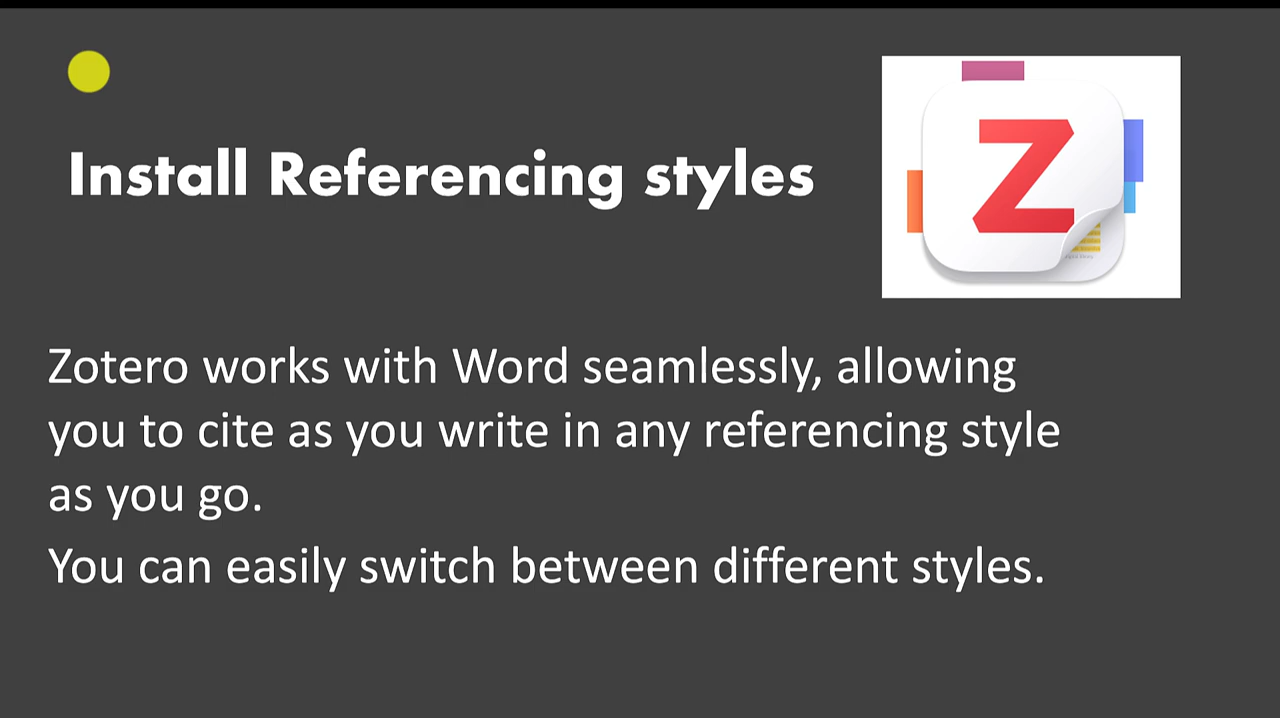 Install Referencing styles
Z
Zotero works with Word seamlessly, allowing
you to cite as you write in any referencing style
as you go.
You can easily switch between different styles.